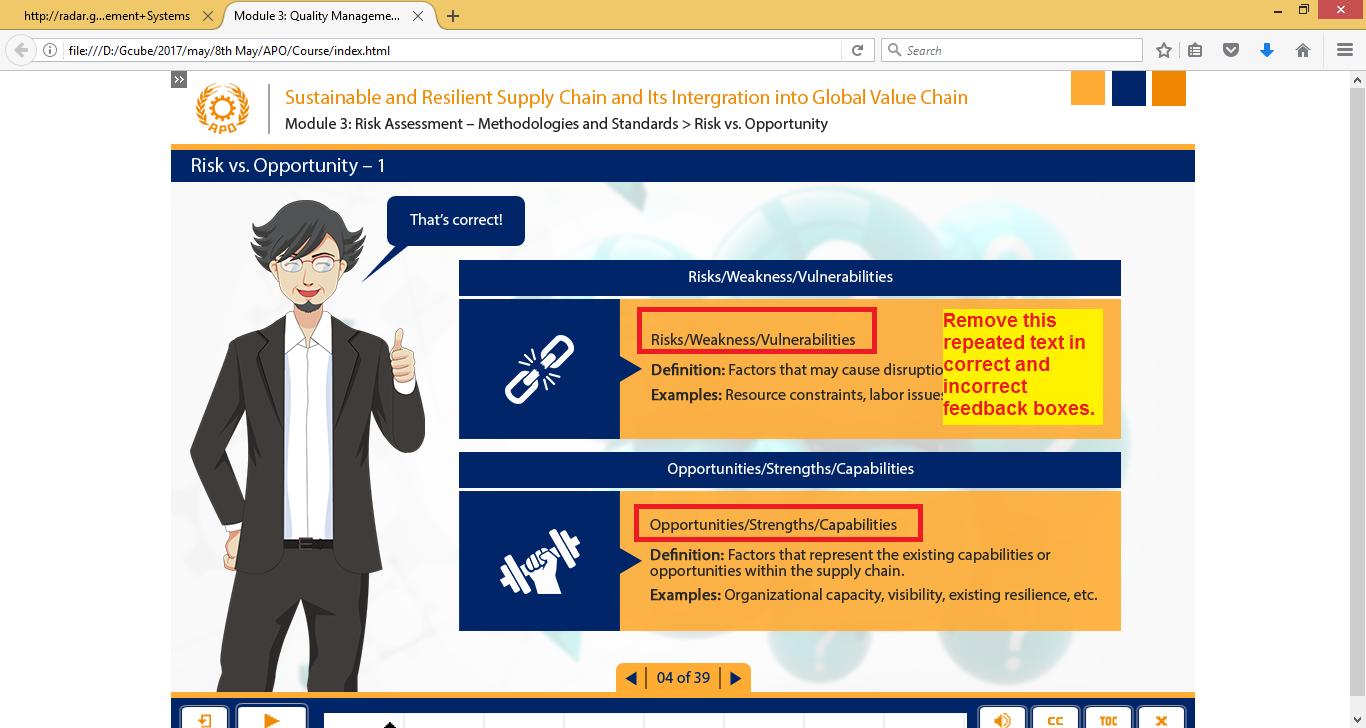 http://radar.g...ement+Systems
Module 3: Quality Manageme...
file:///D:/Gcube/2017/may/8th May/APO/Course/index.html
Search
APO
Sustainable and Resilient Supply Chain and Its Intergration into Global Value Chain
Module 3: Risk Assessment – Methodologies and Standards > Risk vs. Opportunity
Risk vs. Opportunity – 1
That's correct!
Risks/Weakness/Vulnerabilities
Risks/Weakness/Vulnerabilities
Definition: Factors that may cause disruptio
Examples: Resource constraints, labor issues
Remove this
repeated text in
correct and
incorrect
feedback boxes.
Opportunities/Strengths/Capabilities
Opportunities/Strengths/Capabilities
Definition: Factors that represent the existing capabilities or
opportunities within the supply chain.
Examples: Organizational capacity, visibility, existing resilience, etc.
04 of 39
CC
TOC